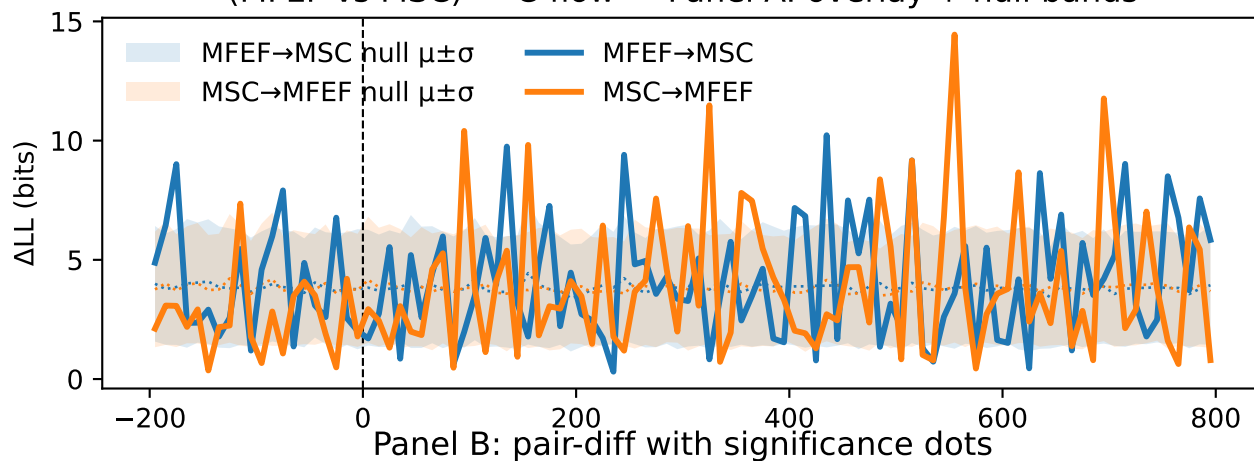 15
MFEF→MSC null μ±σ MFEF→MSC
MSC→MFEF null μ±σ MSC→MFEF
10
ΔLL (bits)
5
0
−200 0 200 400 600 800
Panel B: pair-diff with significance dots